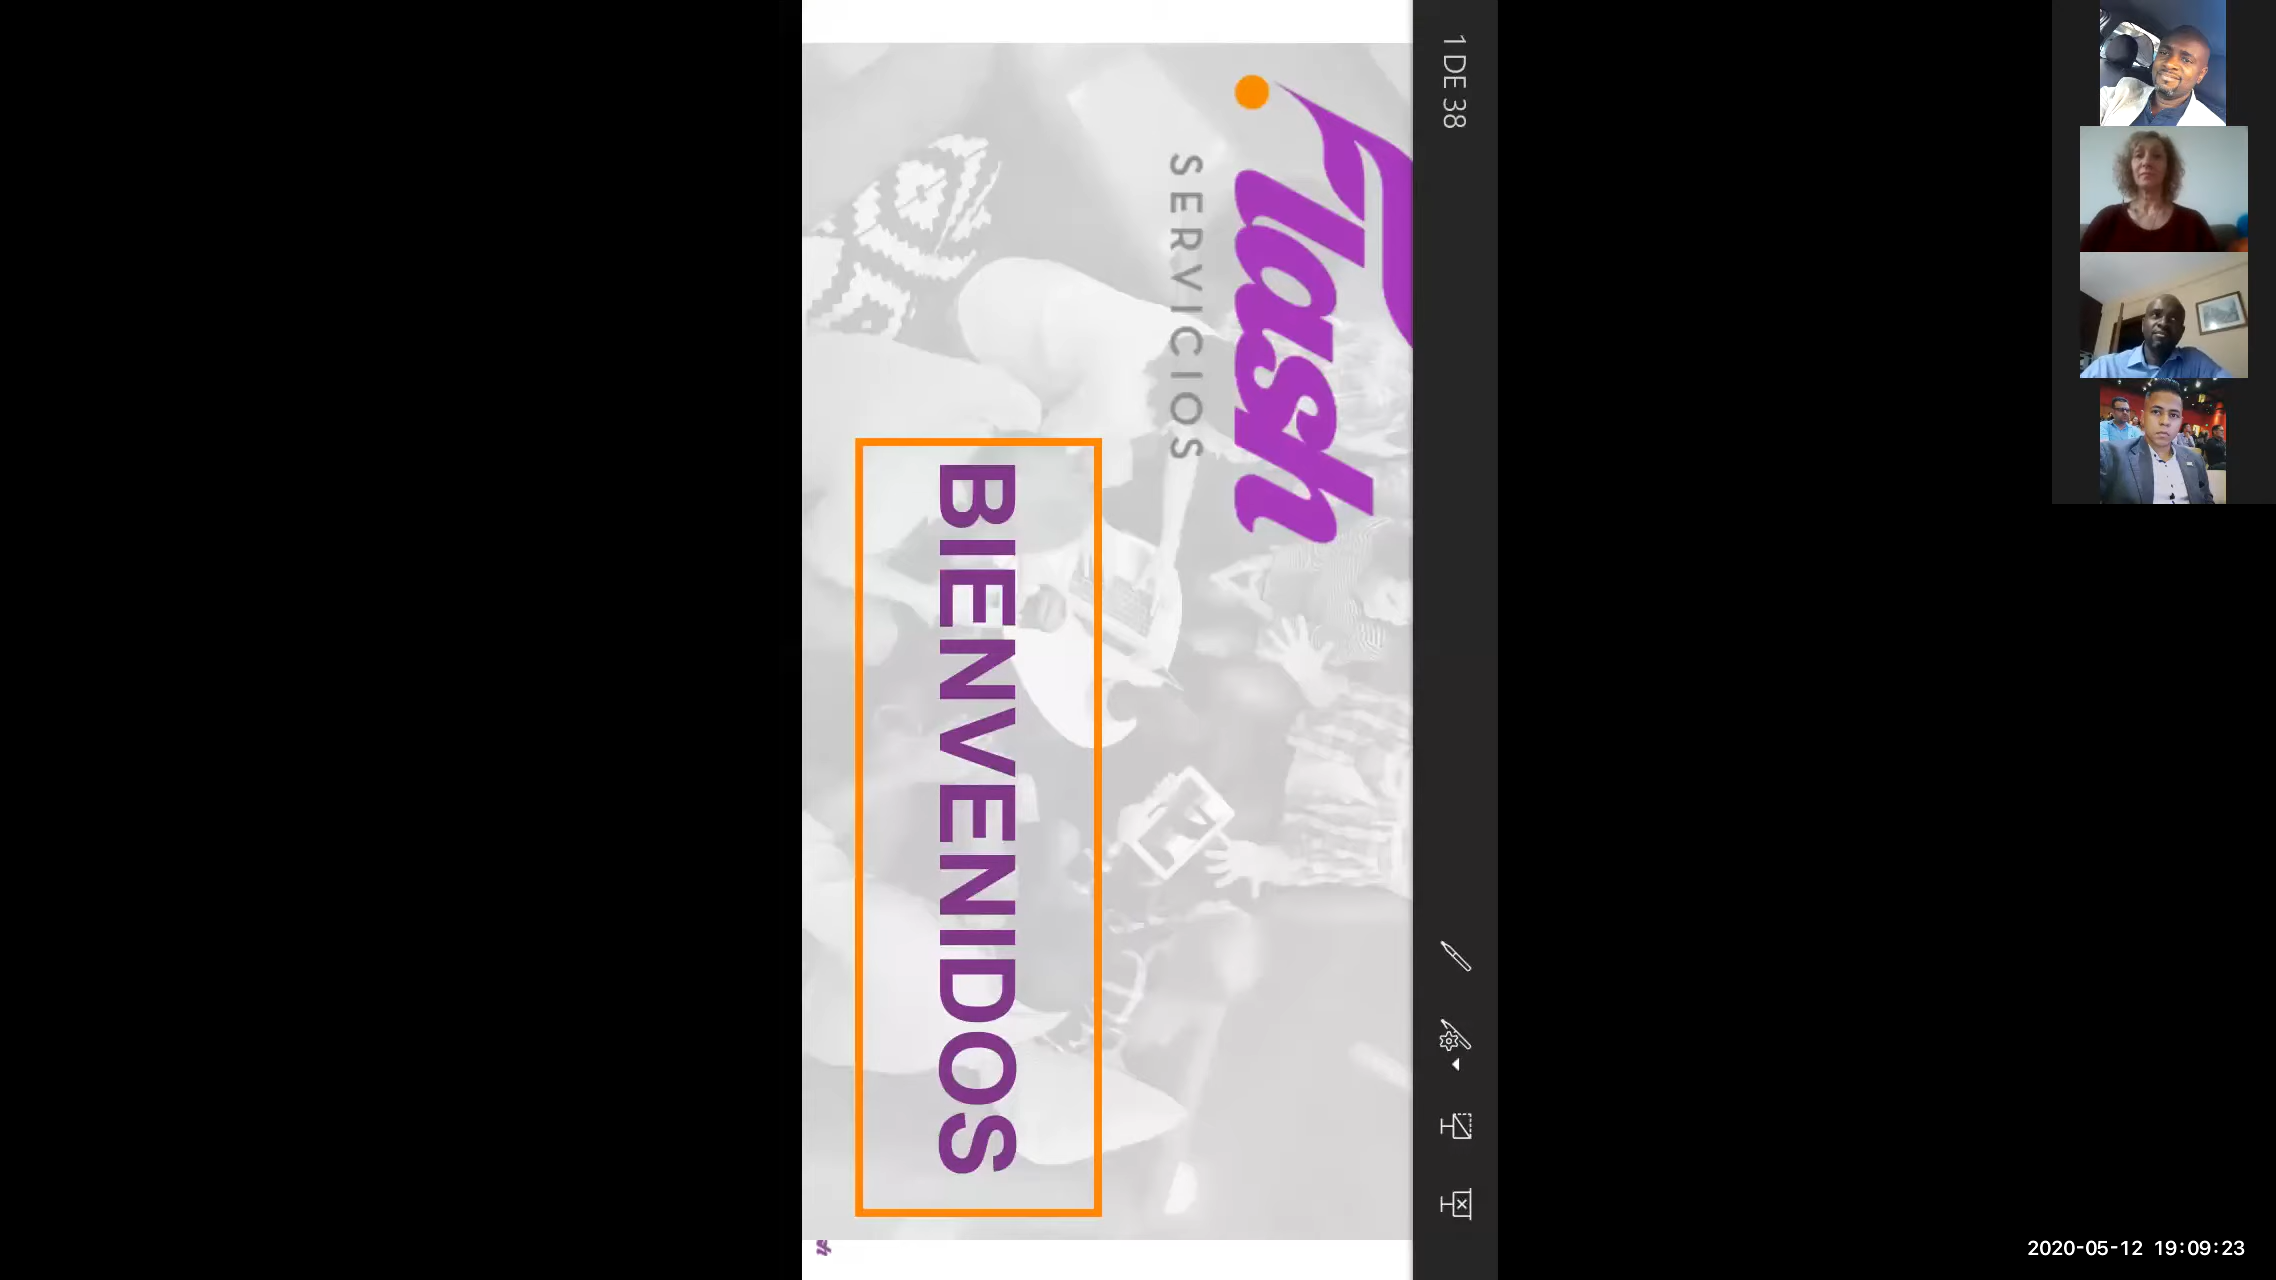 1 DE 38
Flash
SERVICIOS
BIENVENIDOS
2020-05-12 19:09:23